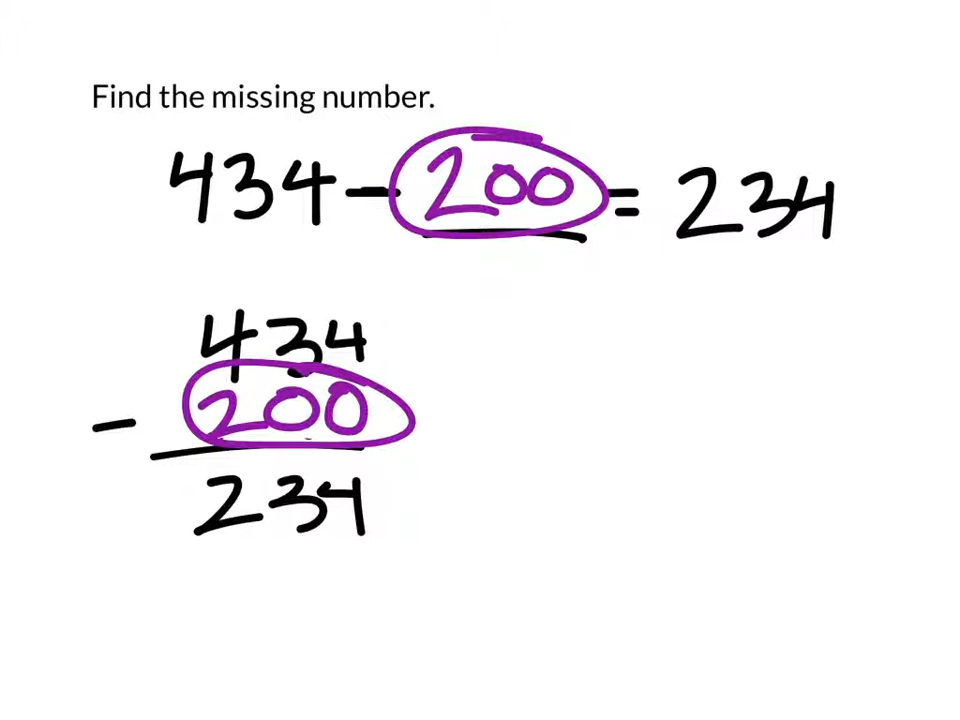 Find the missing number.
434 - 200 = 234
434
- 200
234